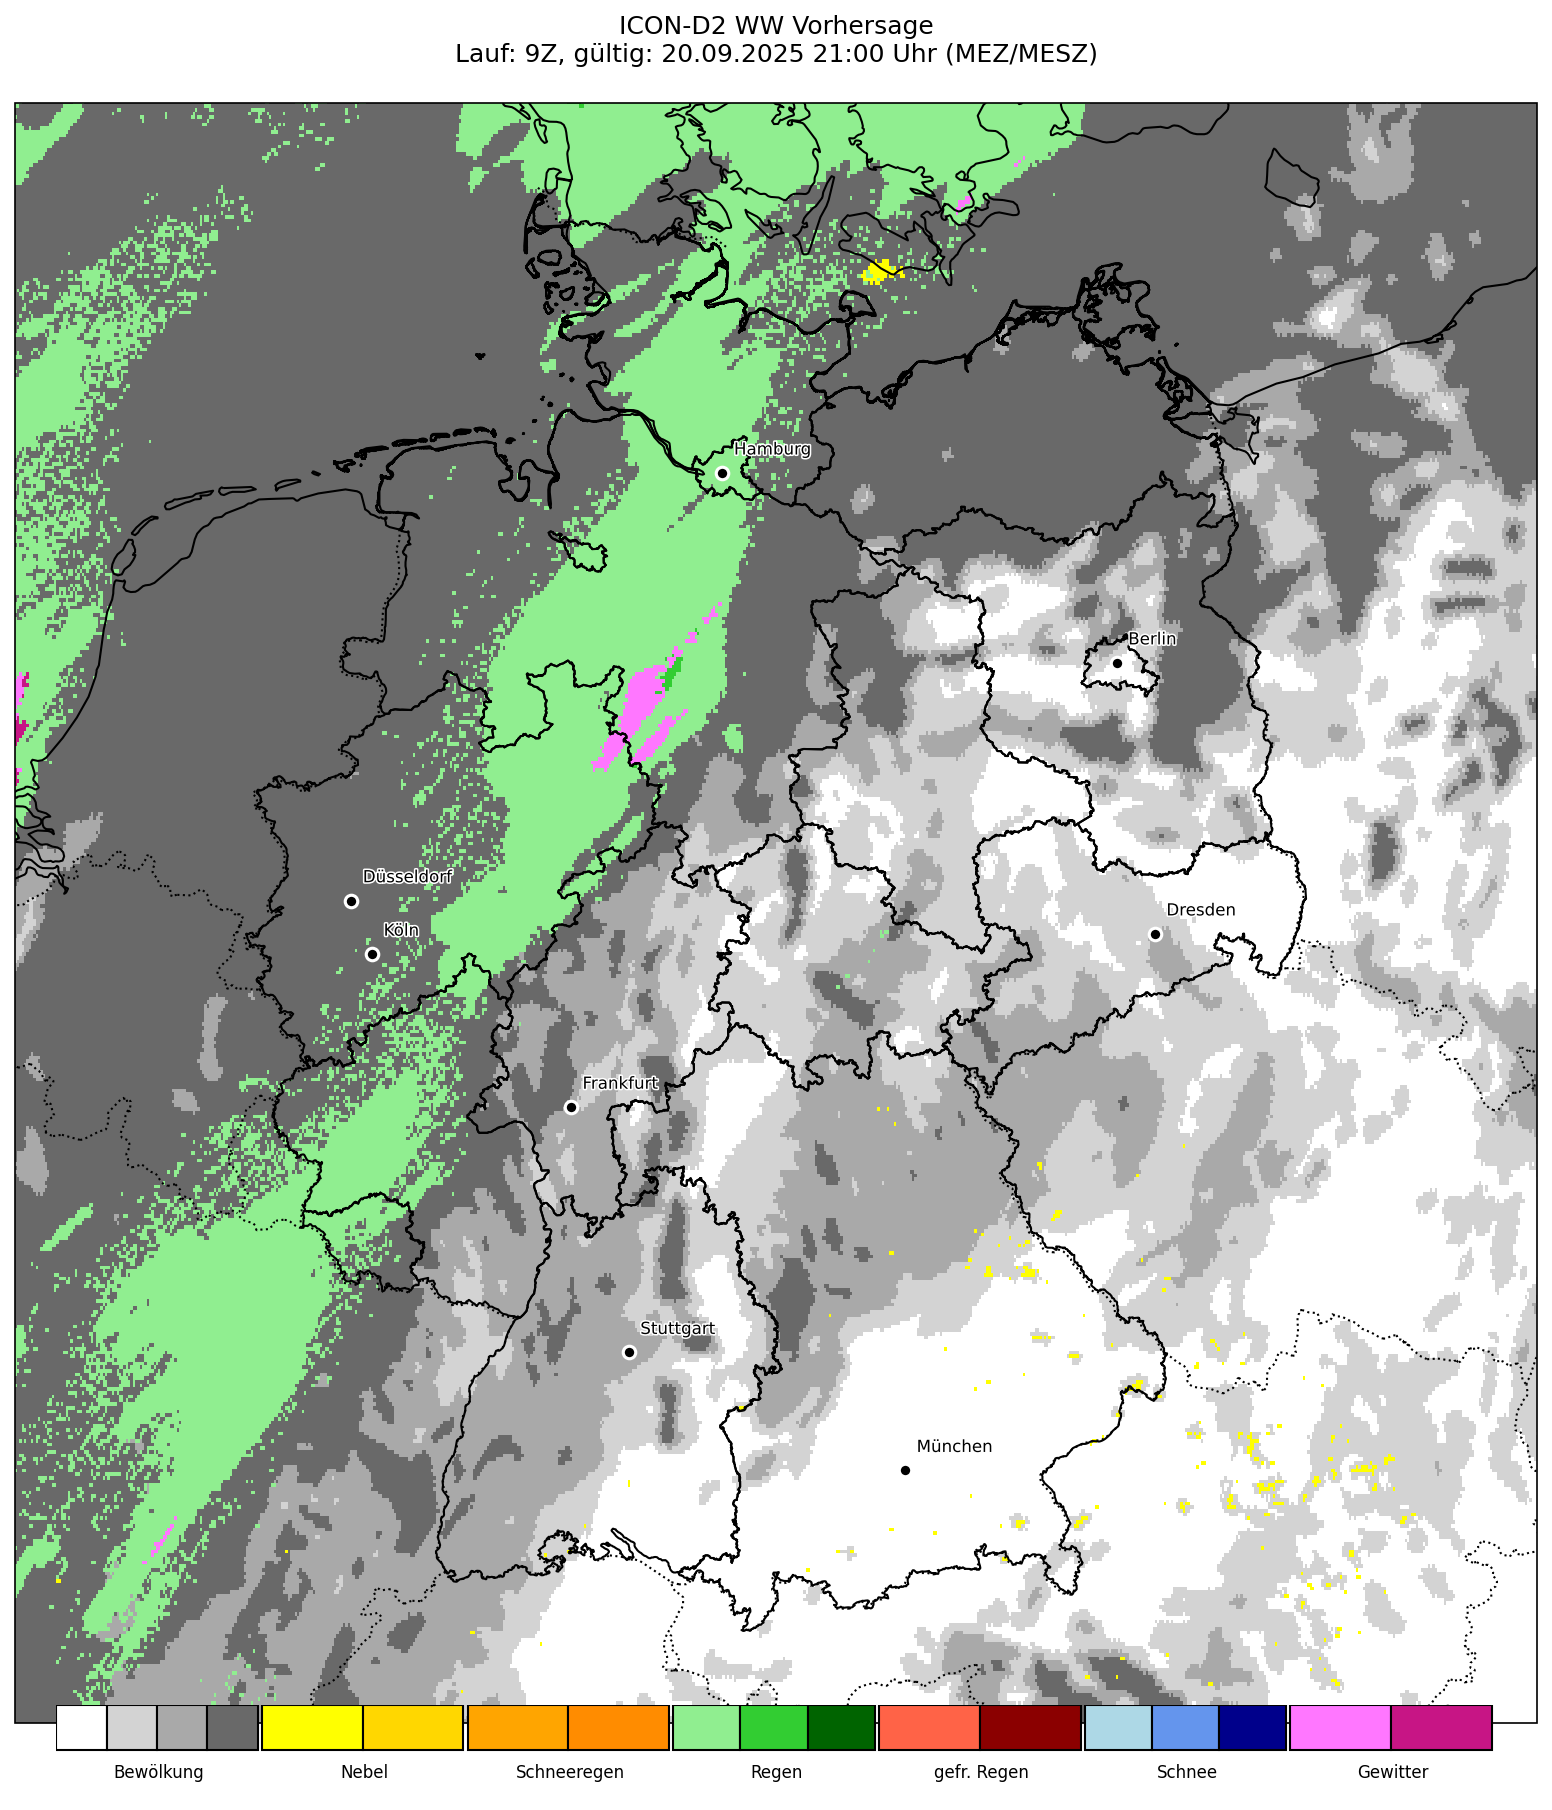 ICON-D2 WW Vorhersage
Lauf: 9Z, gültig: 20.09.2025 21:00 Uhr (MEZ/MESZ)
Hamburg
Berlin
Düsseldorf
Dresden
Köln
Frankfurt
Stuttgart
München
Bewölkung
Nebel
Schneeregen
Regen
gefr. Regen
Schnee
Gewitter